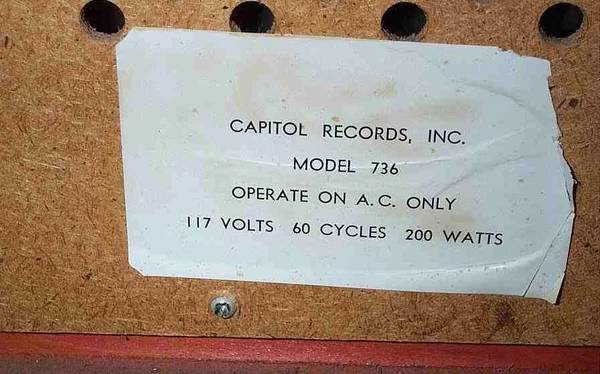 CAPITOL RECORDS, INC.
MODEL 736
OPERATE ON A.C. ONLY
117 VOLTS 60 CYCLES 200 WATTS